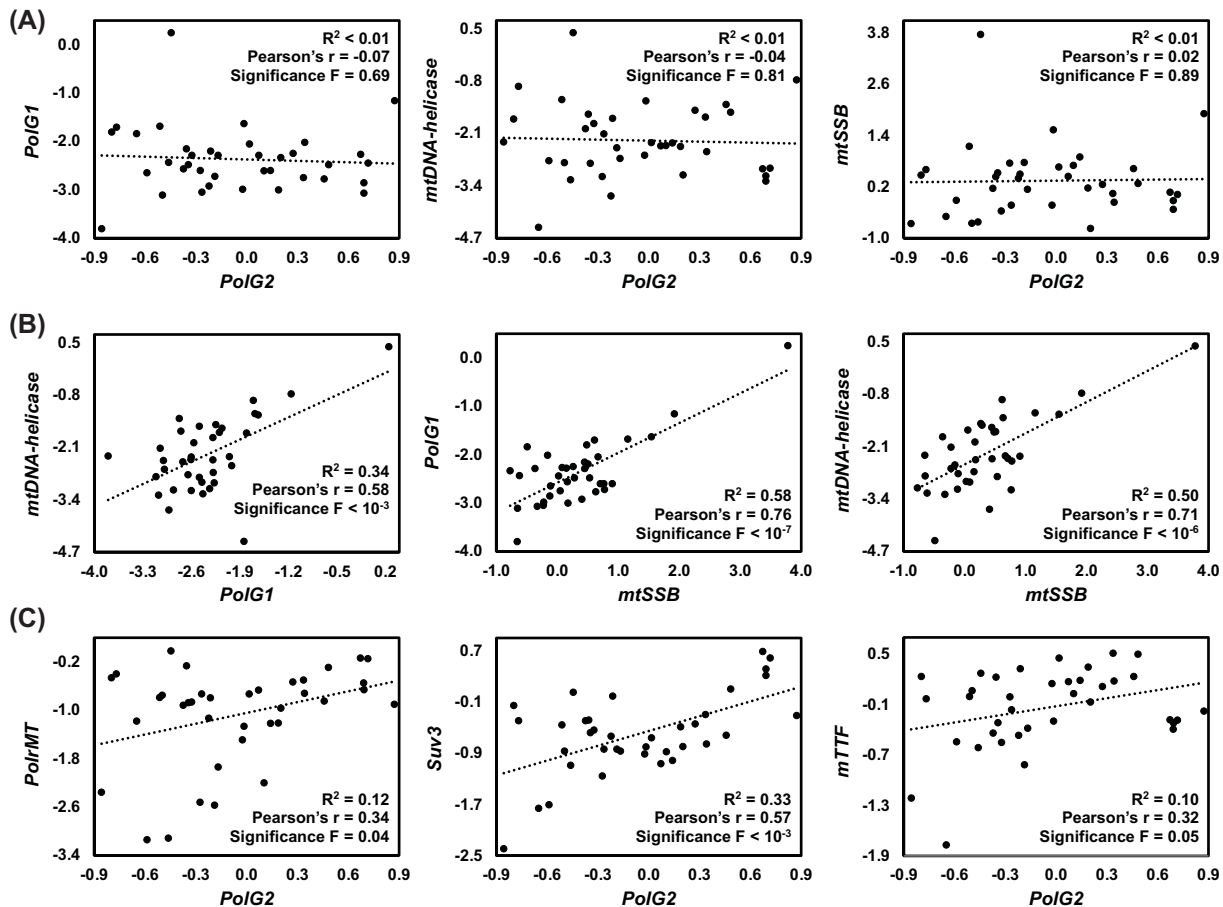 (A)
PolG1
0.0
-1.0
-2.0
-3.0
-4.0
R² < 0.01
Pearson's r = -0.07
Significance F = 0.69
-0.9 -0.6 -0.3 0.0 0.3 0.6 0.9
PolG2
mtDNA-helicase
0.5
-0.8
-2.1
-3.4
-4.7
R² < 0.01
Pearson's r = -0.04
Significance F = 0.81
-0.9 -0.6 -0.3 0.0 0.3 0.6 0.9
PolG2
mtSSB
3.8
2.6
1.4
0.2
-1.0
R² < 0.01
Pearson's r = 0.02
Significance F = 0.89
-0.9 -0.6 -0.3 0.0 0.3 0.6 0.9
PolG2
(B)
mtDNA-helicase
0.5
-0.8
-2.1
-3.4
-4.7
R² = 0.34
Pearson's r = 0.58
Significance F < 10⁻³
-4.0 -3.3 -2.6 -1.9 -1.2 -0.5 0.2
PolG1
PolG1
0.0
-1.0
-2.0
-3.0
-4.0
R² = 0.58
Pearson's r = 0.76
Significance F < 10⁻⁷
-1.0 0.0 1.0 2.0 3.0 4.0
mtSSB
mtDNA-helicase
0.5
-0.8
-2.1
-3.4
-4.7
R² = 0.50
Pearson's r = 0.71
Significance F < 10⁻⁶
-1.0 0.0 1.0 2.0 3.0 4.0
mtSSB
(C)
PolrMT
-0.2
-1.0
-1.8
-2.6
-3.4
R² = 0.12
Pearson's r = 0.34
Significance F = 0.04
-0.9 -0.6 -0.3 0.0 0.3 0.6 0.9
PolG2
Suv3
0.7
-0.1
-0.9
-1.7
-2.5
R² = 0.33
Pearson's r = 0.57
Significance F < 10⁻³
-0.9 -0.6 -0.3 0.0 0.3 0.6 0.9
PolG2
mTTF
0.5
-0.1
-0.7
-1.3
-1.9
R² = 0.10
Pearson's r = 0.32
Significance F = 0.05
-0.9 -0.6 -0.3 0.0 0.3 0.6 0.9
PolG2